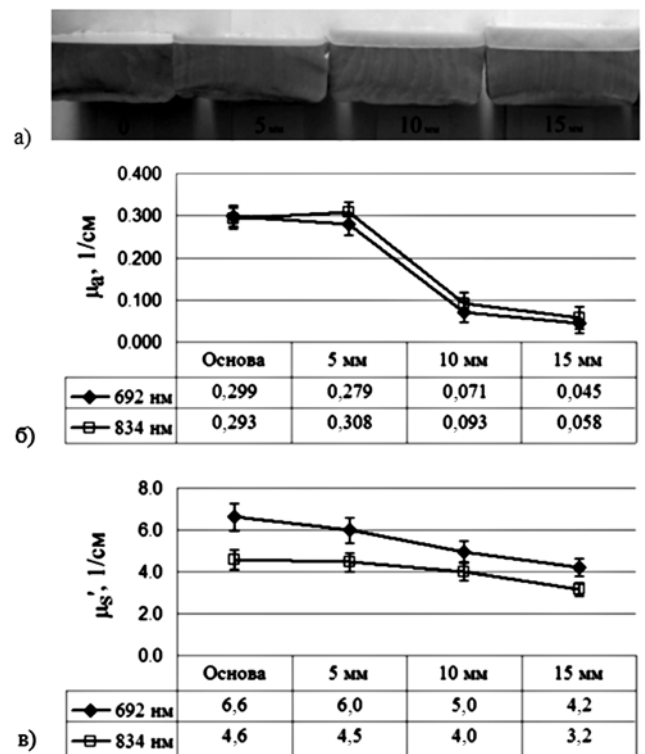 0 5 мм 10 мм 15 мм
а)
0.400
0.300
0.200
0.100
0.000
μa, 1/см
Основа 5 мм 10 мм 15 мм
692 нм 0,299 0,279 0,071 0,045
834 нм 0,293 0,308 0,093 0,058
б)
8.0
6.0
4.0
2.0
0.0
μs', 1/см
Основа 5 мм 10 мм 15 мм
692 нм 6,6 6,0 5,0 4,2
834 нм 4,6 4,5 4,0 3,2
в)